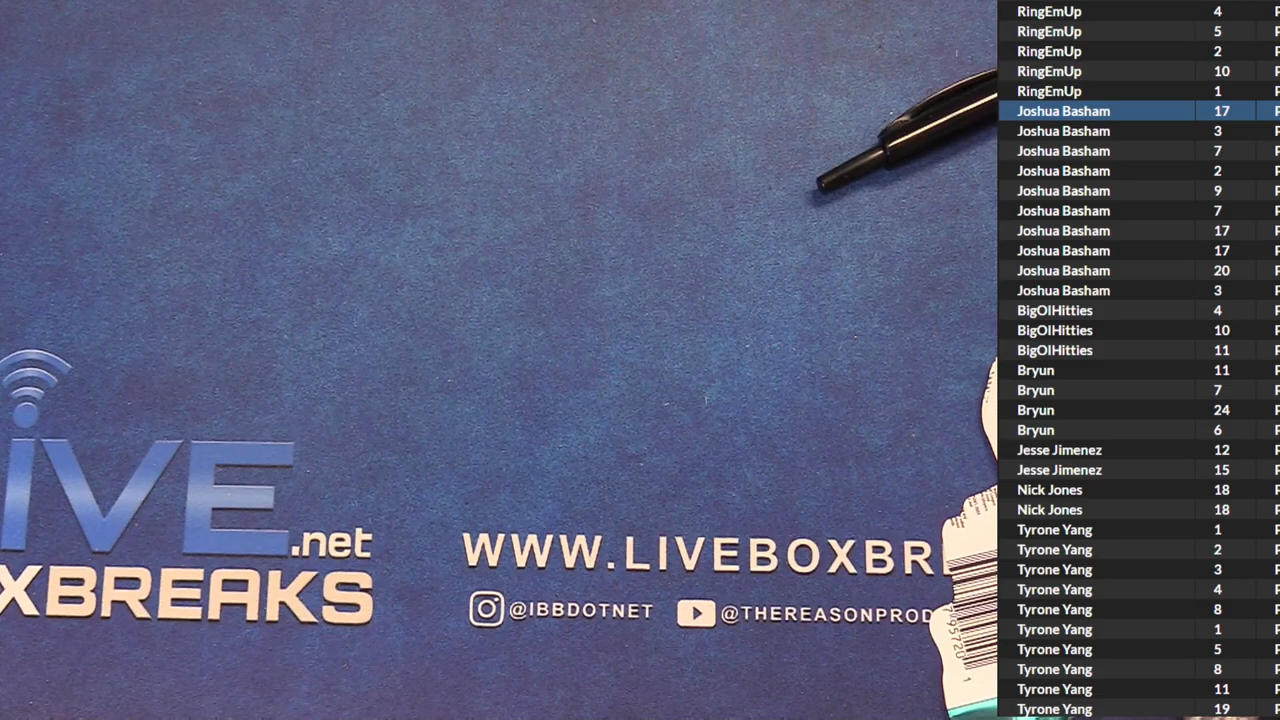 RingEmUp 4 P
RingEmUp 5 P
RingEmUp 2 P
RingEmUp 10 P
RingEmUp 1 P
Joshua Basham 17 P
Joshua Basham 3 P
Joshua Basham 7 P
Joshua Basham 2 P
Joshua Basham 9 P
Joshua Basham 7 P
Joshua Basham 17 P
Joshua Basham 17 P
Joshua Basham 20 P
Joshua Basham 3 P
BigOlHitties 4 P
BigOlHitties 10 P
BigOlHitties 11 P
Bryun 11 P
Bryun 7 P
Bryun 24 P
Bryun 6 P
Jesse Jimenez 12 P
Jesse Jimenez 15 P
Nick Jones 18 P
Nick Jones 18 P
Tyrone Yang 1 P
Tyrone Yang 2 P
Tyrone Yang 3 P
Tyrone Yang 4 P
Tyrone Yang 8 P
Tyrone Yang 1 P
Tyrone Yang 5 P
Tyrone Yang 8 P
Tyrone Yang 11 P
Tyrone Yang 19 P
iVE.net
XBREAKS
WWW.LIVEBOXBR
@IBBDOTNET @THEREASONPROD